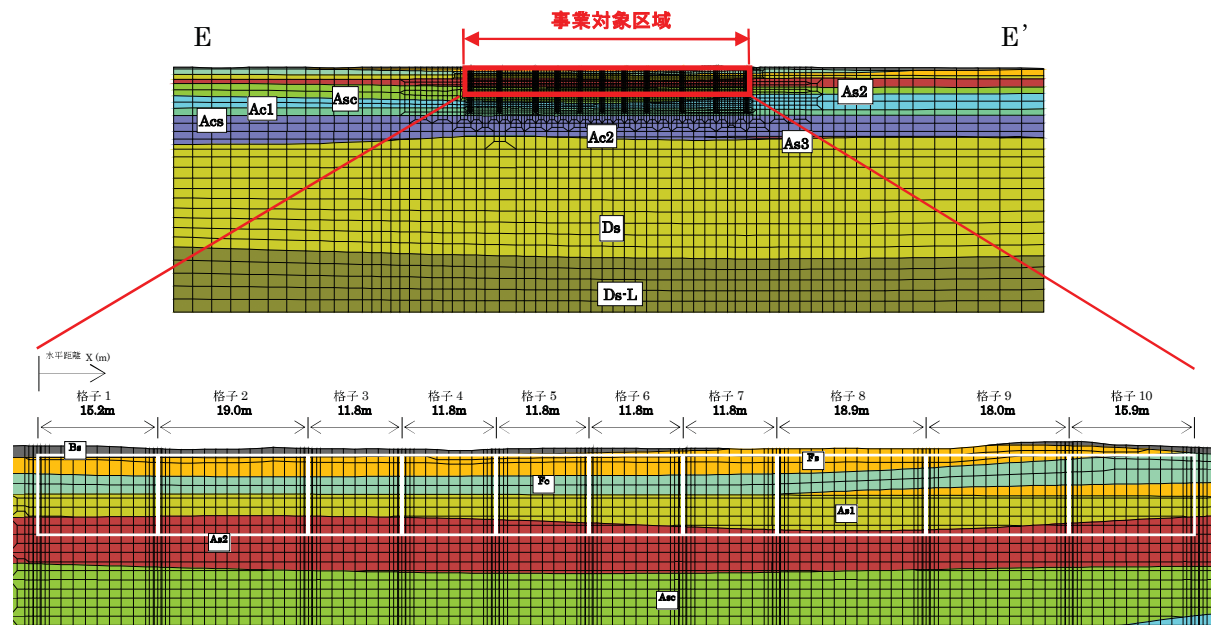 事業対象区域
E
E’
As2
Asc
Ac1
Acs
Ac2
As3
Ds
Ds-L
水平距離 X (m)
格子 1
格子 2
格子 3
格子 4
格子 5
格子 6
格子 7
格子 8
格子 9
格子 10
15.2m
19.0m
11.8m
11.8m
11.8m
11.8m
11.8m
18.9m
18.0m
15.9m
Bs
Fs
Fc
As1
As2
Asc